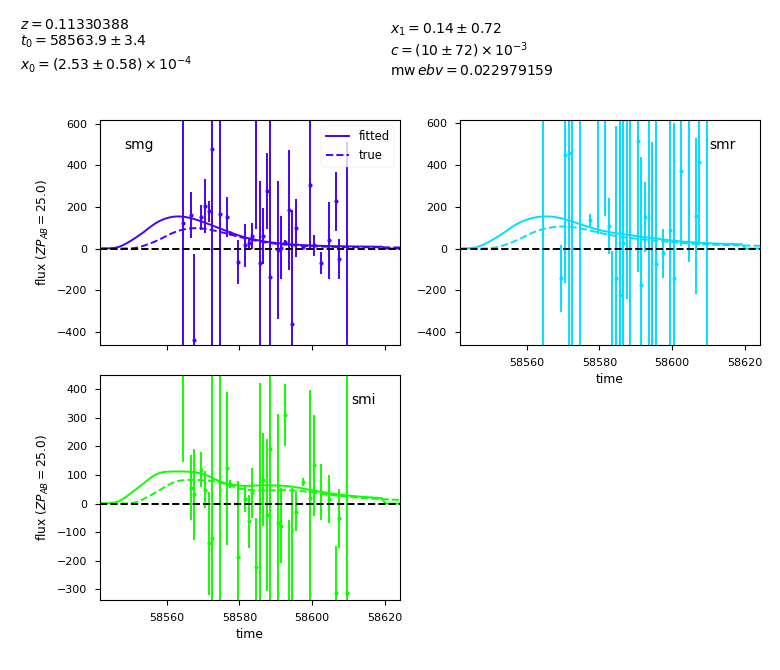 z = 0.11330388
t₀ = 58563.9 ± 3.4
x₀ = (2.53 ± 0.58) × 10⁻⁴
x₁ = 0.14 ± 0.72
c = (10 ± 72) × 10⁻³
mw ebv = 0.022979159
600
400
200
0
−200
−400
flux (ZP_AB = 25.0)
smg
fitted
true
600
400
200
0
−200
−400
smr
58560
58580
58600
58620
time
400
300
200
100
0
−100
−200
−300
flux (ZP_AB = 25.0)
smi
58560
58580
58600
58620
time